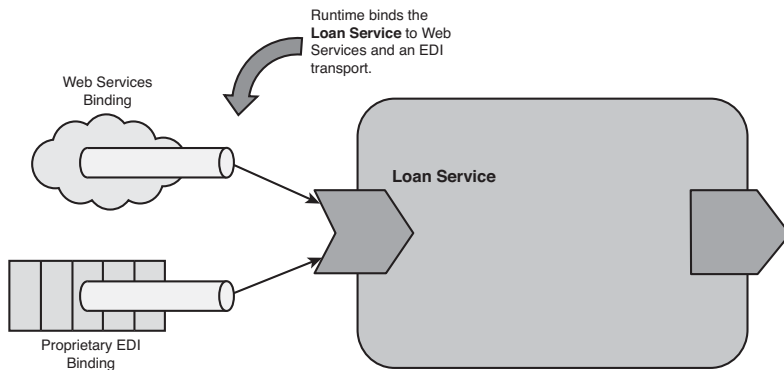 Runtime binds the
Loan Service to Web
Services and an EDI
transport.
Web Services
Binding
Loan Service
Proprietary EDI
Binding